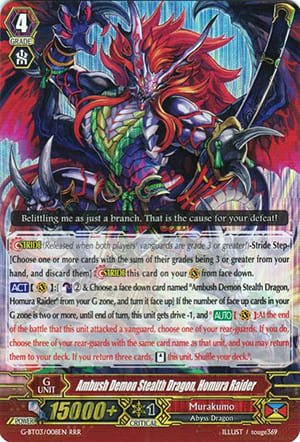 4
GRADE
Belittling me as just a branch. That is the cause for your defeat!
STRIDE (Released when both players' vanguards are grade 3 or greater!)-Stride Step-
[Choose one or more cards with the sum of their grades being 3 or greater from
your hand, and discard them] STRIDE this card on your from face down.
ACT 1 : 2 & Choose a face down card named "Ambush Demon Stealth Dragon,
Homura Raider" from your G zone, and turn it face up] If the number of face up cards in
your G zone is two or more, until end of turn, this unit gets drive -1, and " AUTO : At the end
of the battle that this unit attacked a vanguard, choose one of your rear-guards. If you do,
choose three of your rear-guards with the same card name as that unit, and you may return
them to your deck. If you return three cards, this unit. Shuffle your deck.".
G
UNIT
Ambush Demon Stealth Dragon, Homura Raider
POWER 15000+
1
CRITICAL
Murakumo
Abyss Dragon
G-BT03/008EN RRR
ILLUST / touge369